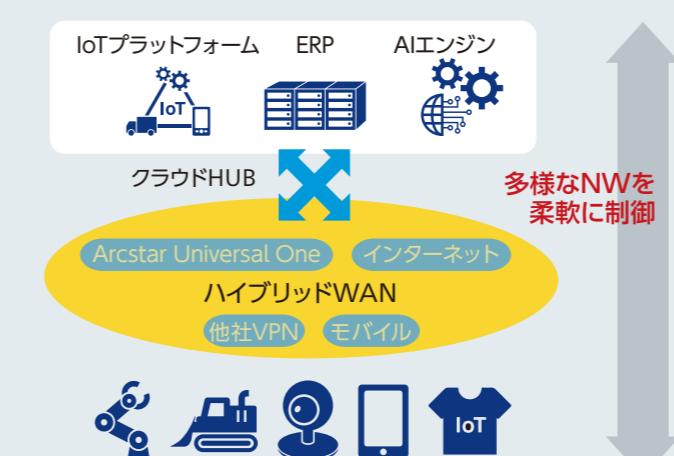 IoTプラットフォーム ERP AIエンジン
IoT
クラウドHUB
多様なNWを
柔軟に制御
Arcstar Universal One インターネット
ハイブリッドWAN
他社VPN モバイル
IoT